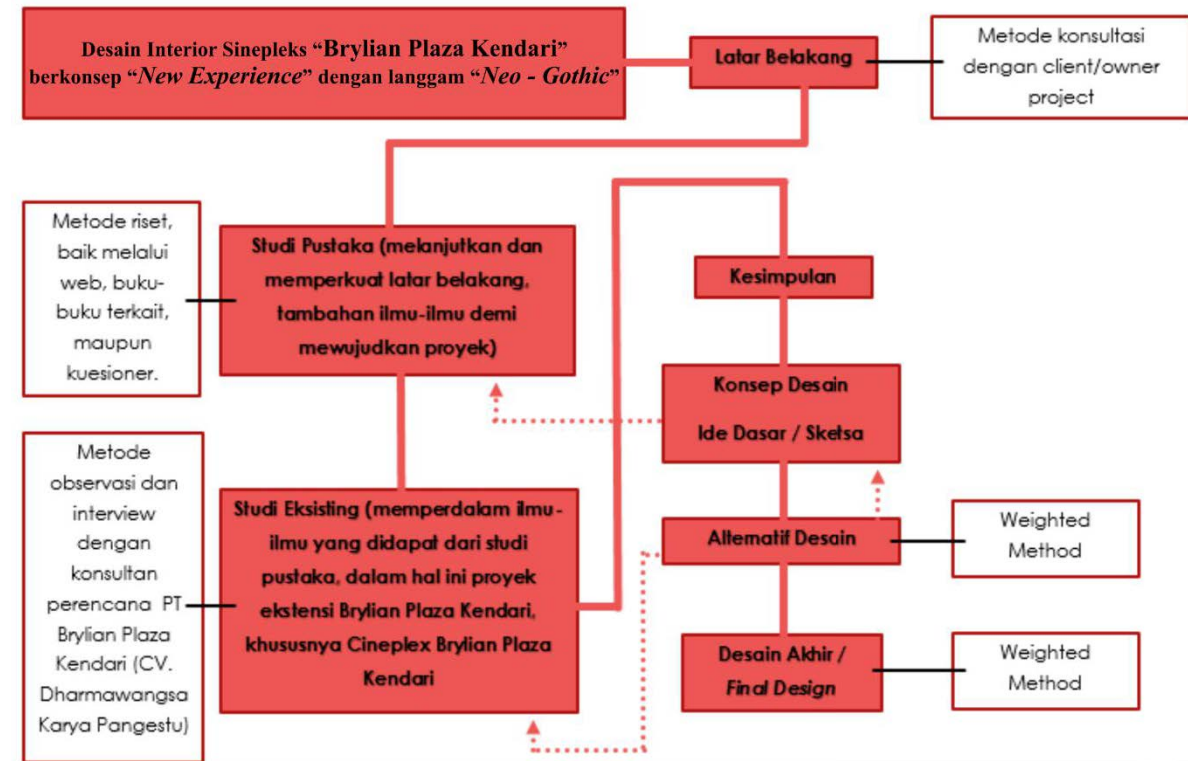 Desain Interior Sinepleks “Brylian Plaza Kendari”
berkonsep “New Experience” dengan langgam “Neo - Gothic”
Latar Belakang
Metode konsultasi
dengan client/owner
project
Metode riset,
baik melalui
web, buku-
buku terkait,
maupun
kuesioner.
Studi Pustaka (melanjutkan dan
memperkuat latar belakang,
tambahan ilmu-ilmu demi
mewujudkan proyek)
Kesimpulan
Konsep Desain
Ide Dasar / Sketsa
Metode
observasi dan
interview
dengan
konsultan
perencana PT
Brylian Plaza
Kendari (CV.
Dharmawangsa
Karya Pangestu)
Studi Eksisting (memperdalam ilmu-
ilmu yang didapat dari studi
pustaka, dalam hal ini proyek
ekstensi Brylian Plaza Kendari,
khususnya Cineplex Brylian Plaza
Kendari
Alternatif Desain
Weighted
Method
Desain Akhir /
Final Design
Weighted
Method